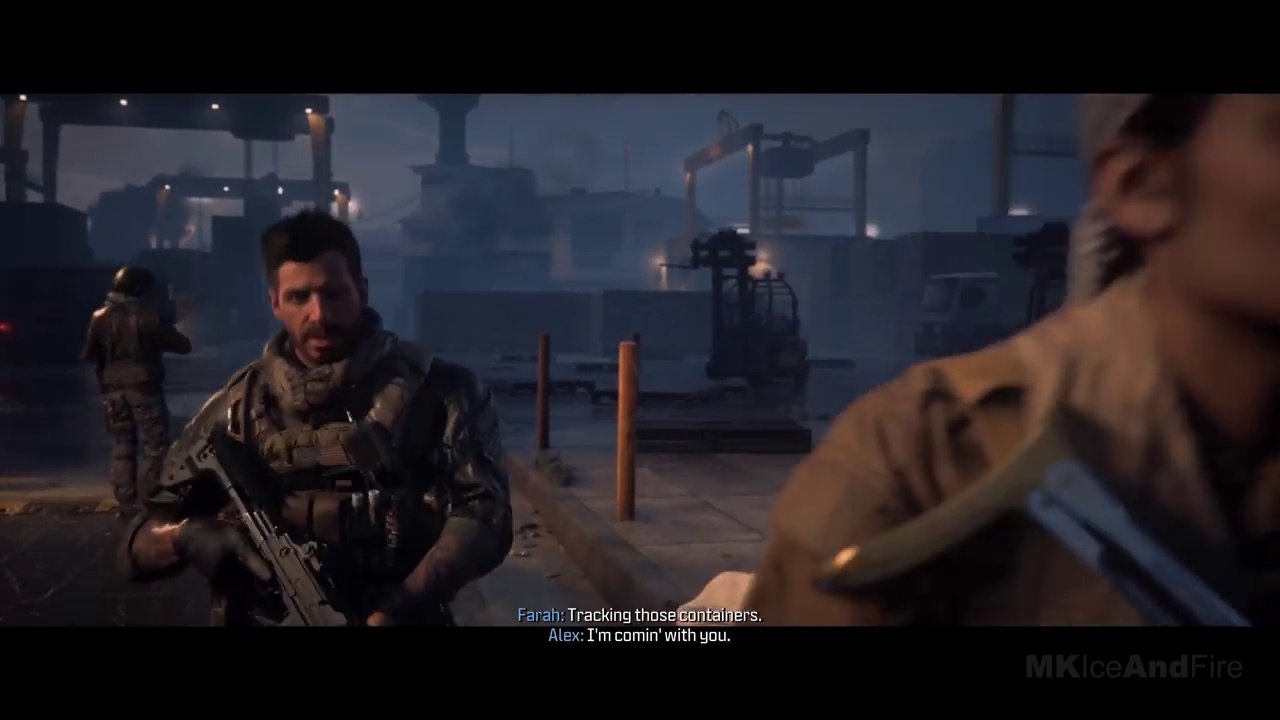 Farah: Tracking those containers.
Alex: I'm comin' with you.
MKIceAndFire